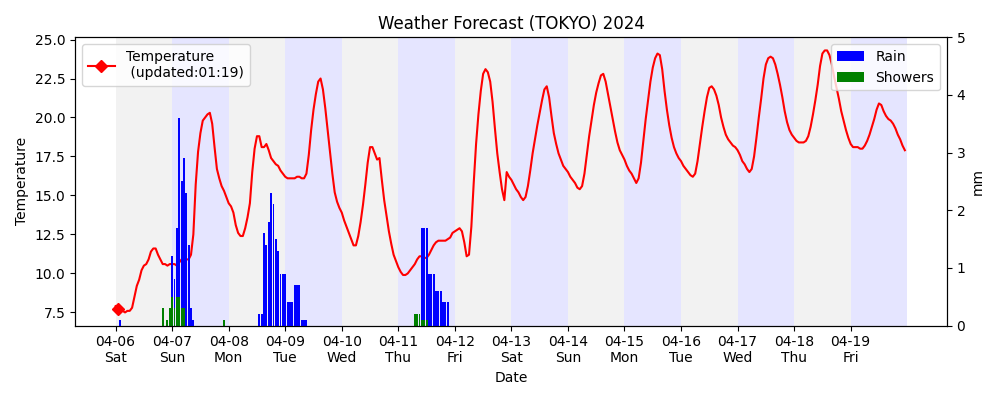 Weather Forecast (TOKYO) 2024
Temperature
(updated:01:19)
Rain
Showers
25.0
22.5
20.0
17.5
15.0
12.5
10.0
7.5
Temperature
5
4
3
2
1
0
mm
04-06 04-07 04-08 04-09 04-10 04-11 04-12 04-13 04-14 04-15 04-16 04-17 04-18 04-19
Sat Sun Mon Tue Wed Thu Fri Sat Sun Mon Tue Wed Thu Fri
Date